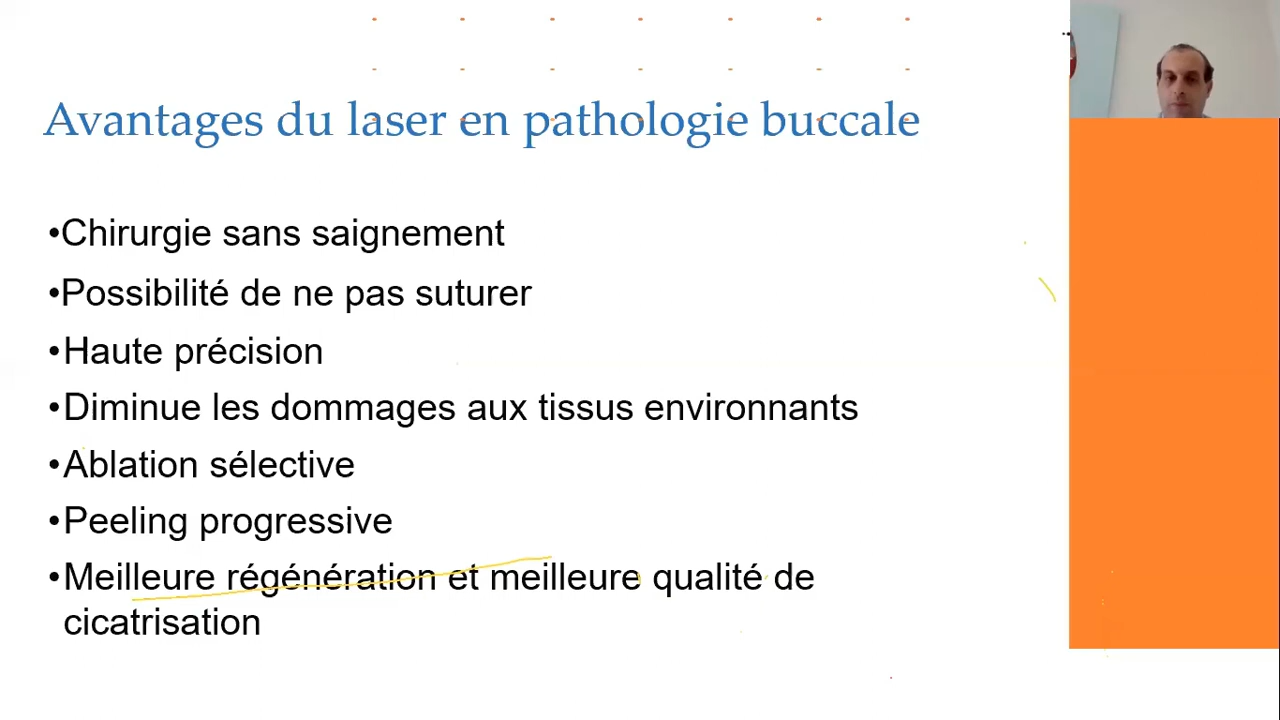 Avantages du laser en pathologie buccale
•Chirurgie sans saignement
•Possibilité de ne pas suturer
•Haute précision
•Diminue les dommages aux tissus environnants
•Ablation sélective
•Peeling progressive
•Meilleure régénération et meilleure qualité de
cicatrisation